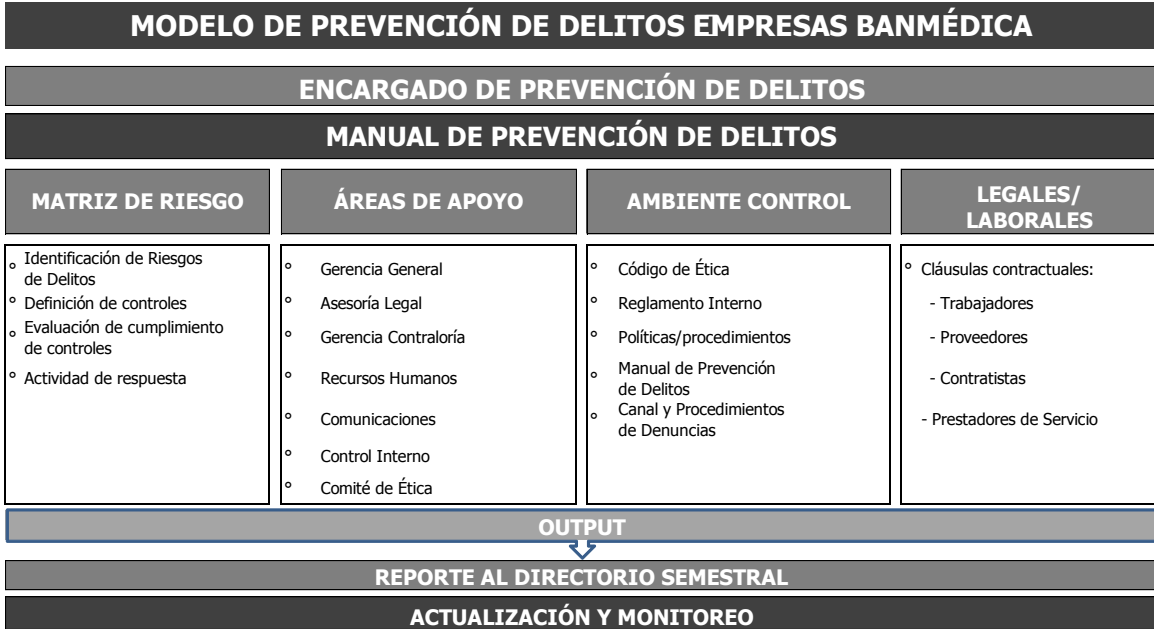 MODELO DE PREVENCIÓN DE DELITOS EMPRESAS BANMÉDICA
ENCARGADO DE PREVENCIÓN DE DELITOS
MANUAL DE PREVENCIÓN DE DELITOS
MATRIZ DE RIESGO
° Identificación de Riesgos
de Delitos
° Definición de controles
° Evaluación de cumplimiento
de controles
° Actividad de respuesta
ÁREAS DE APOYO
° Gerencia General
° Asesoría Legal
° Gerencia Contraloría
° Recursos Humanos
° Comunicaciones
° Control Interno
° Comité de Ética
AMBIENTE CONTROL
° Código de Ética
° Reglamento Interno
° Políticas/procedimientos
° Manual de Prevención
de Delitos
° Canal y Procedimientos
de Denuncias
LEGALES/
LABORALES
° Cláusulas contractuales:
- Trabajadores
- Proveedores
- Contratistas
- Prestadores de Servicio
OUTPUT
REPORTE AL DIRECTORIO SEMESTRAL
ACTUALIZACIÓN Y MONITOREO